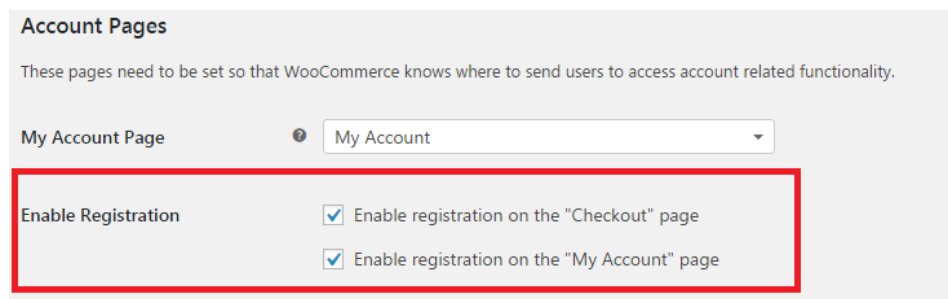 Account Pages
These pages need to be set so that WooCommerce knows where to send users to access account related functionality.
My Account Page ? My Account
Enable Registration Enable registration on the "Checkout" page
Enable registration on the "My Account" page